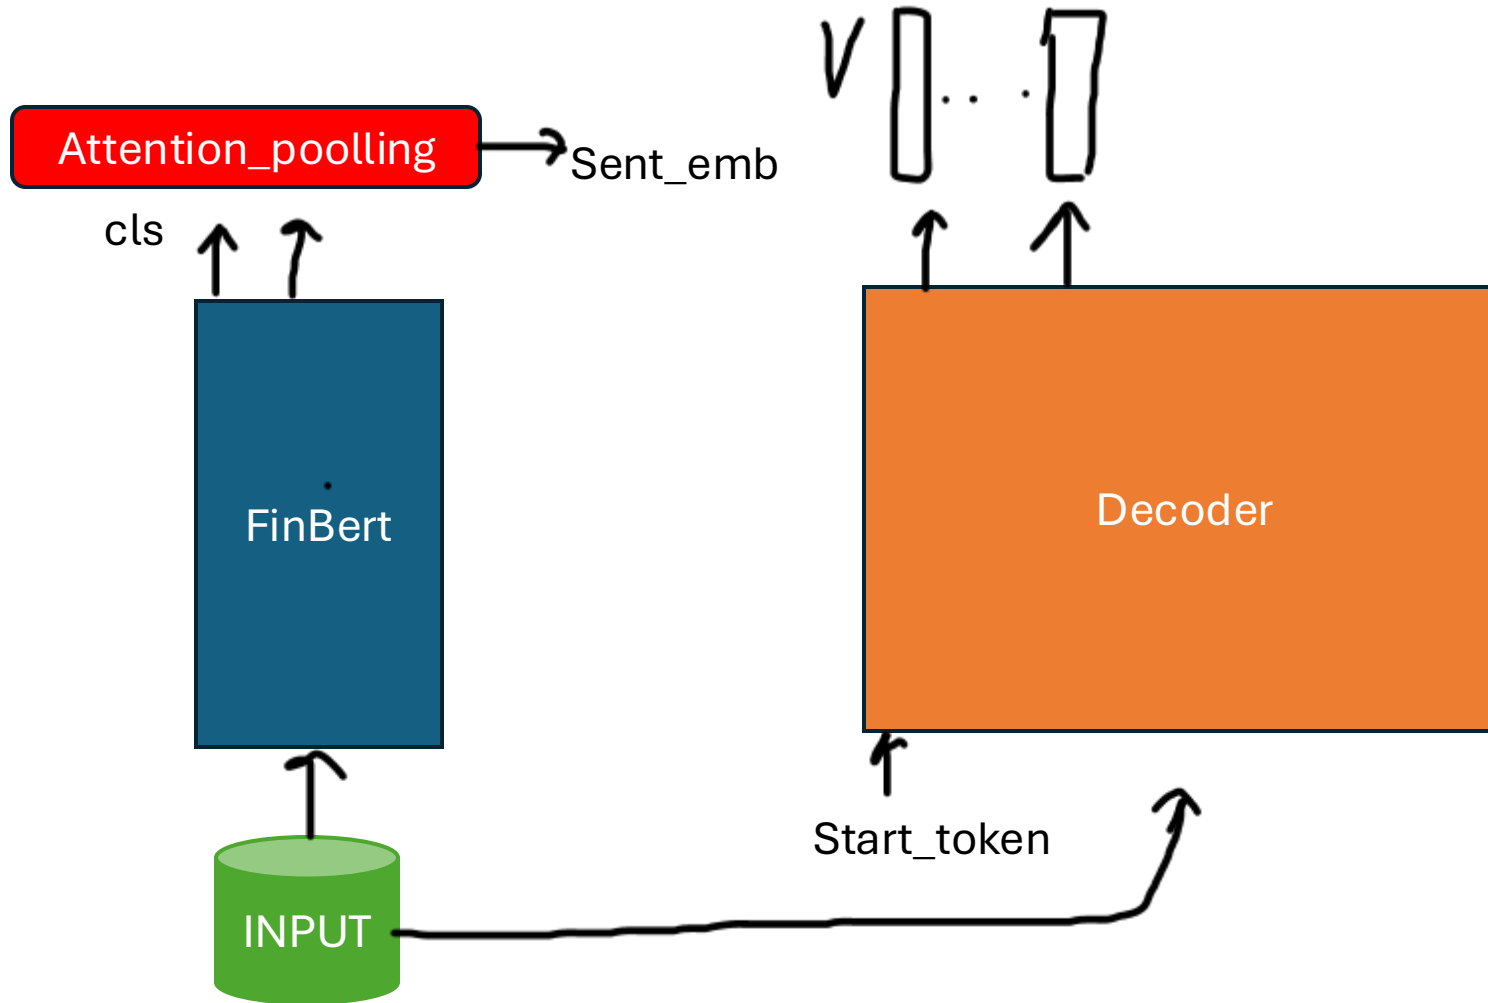 V
Attention_poolling
Sent_emb
cls
FinBert
Decoder
Start_token
INPUT